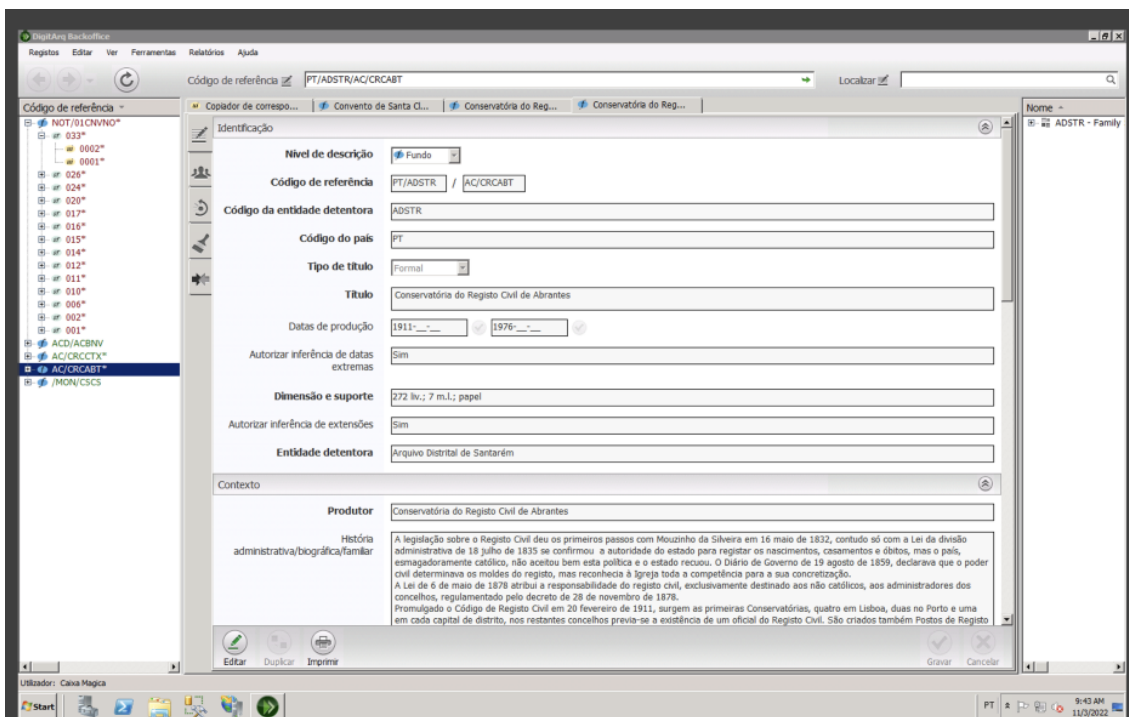 DigitArq Backoffice
Registos Editar Ver Ferramentas Relatórios Ajuda
Código de referência PT/ADSTR/AC/CRCABT Localizar
Código de referência
NOT/01CNVNO*
033*
0002*
0001*
026*
024*
020*
017*
016*
015*
014*
012*
011*
010*
006*
002*
001*
ACD/ACBNV
AC/CRCCTX*
AC/CRCABT*
/MON/CSCS
Copiador de correspo... Convento de Santa Cl... Conservatória do Reg... Conservatória do Reg...
Identificação
Nível de descrição Fundo
Código de referência PT/ADSTR / AC/CRCABT
Código da entidade detentora ADSTR
Código do país PT
Tipo de título Formal
Título Conservatória do Registo Civil de Abrantes
Datas de produção 1911-__-__ 1976-__-__
Autorizar inferência de datas Sim
extremas
Dimensão e suporte 272 liv.; 7 m.l.; papel
Autorizar inferência de extensões Sim
Entidade detentora Arquivo Distrital de Santarém
Contexto
Produtor Conservatória do Registo Civil de Abrantes
História
administrativa/biográfica/familiar
A legislação sobre o Registo Civil deu os primeiros passos com Mouzinho da Silveira em 16 maio de 1832, contudo só com a Lei da divisão
administrativa de 18 julho de 1835 se confirmou a autoridade do estado para registar os nascimentos, casamentos e óbitos, mas o país,
esmagadoramente católico, não aceitou bem esta política e o estado recuou. O Diário de Governo de 19 agosto de 1859, declarava que o poder
civil determinava os moldes do registo, mas reconhecia à Igreja toda a competência para a sua concretização.
A Lei de 6 de maio de 1878 atribui a responsabilidade do registo civil, exclusivamente destinado aos não católicos, aos administradores dos
concelhos, regulamentado pelo decreto de 28 de novembro de 1878.
Promulgado o Código de Registo Civil em 20 fevereiro de 1911, surgem as primeiras Conservatórias, quatro em Lisboa, duas no Porto e uma
em cada capital de distrito, nos restantes concelhos previa-se a existência de um oficial do Registo Civil. São criados também Postos de Registo
Nome
ADSTR - Family
Editar Duplicar Imprimir Gravar Cancelar
Utilizador: Caixa Magica
Start PT 9:43 AM
11/3/2022